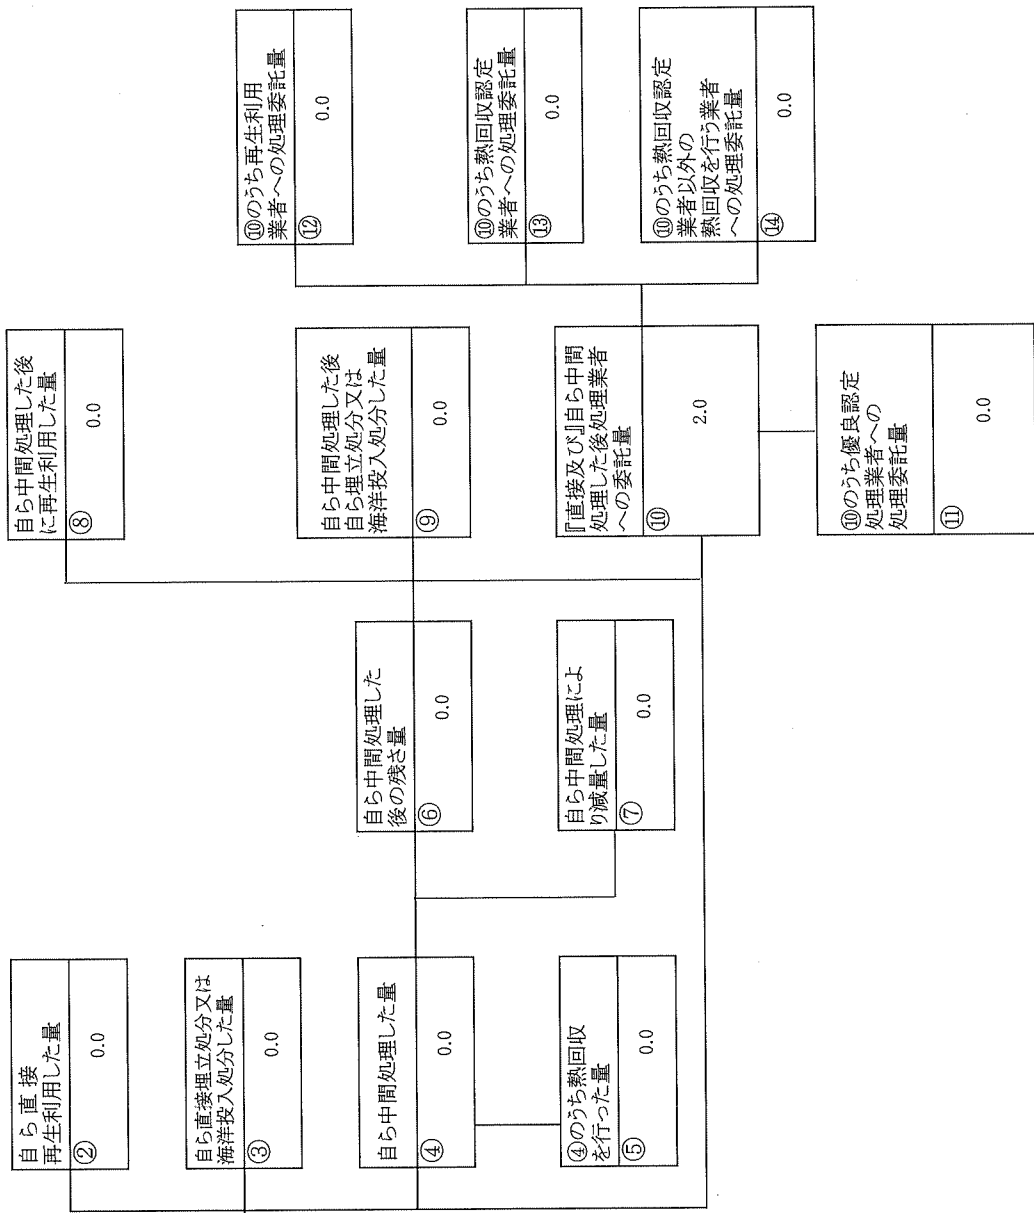 自 ら 直 接
再生利用した量
②
0.0
自ら直接埋立処分又は
海洋投入処分した量
③
0.0
自ら中間処理した量
④
0.0
④のうち熱回収
を行った量
⑤
0.0
自ら中間処理した
後の残さ量
⑥
0.0
自ら中間処理によ
り減量した量
⑦
0.0
自ら中間処理した後
に再生利用した量
⑧
0.0
自ら中間処理した後
自ら埋立処分又は
海洋投入処分した量
⑨
0.0
『直接及び』自ら中間
処理した後処理業者
への委託量
⑩
2.0
⑩のうち優良認定
処理業者への
処理委託量
⑪
0.0
⑩のうち再生利用
業者への処理委託量
⑫
0.0
⑩のうち熱回収認定
業者への処理委託量
⑬
0.0
⑩のうち熱回収認定
業者以外の
熱回収を行う業者
への処理委託量
⑭
0.0